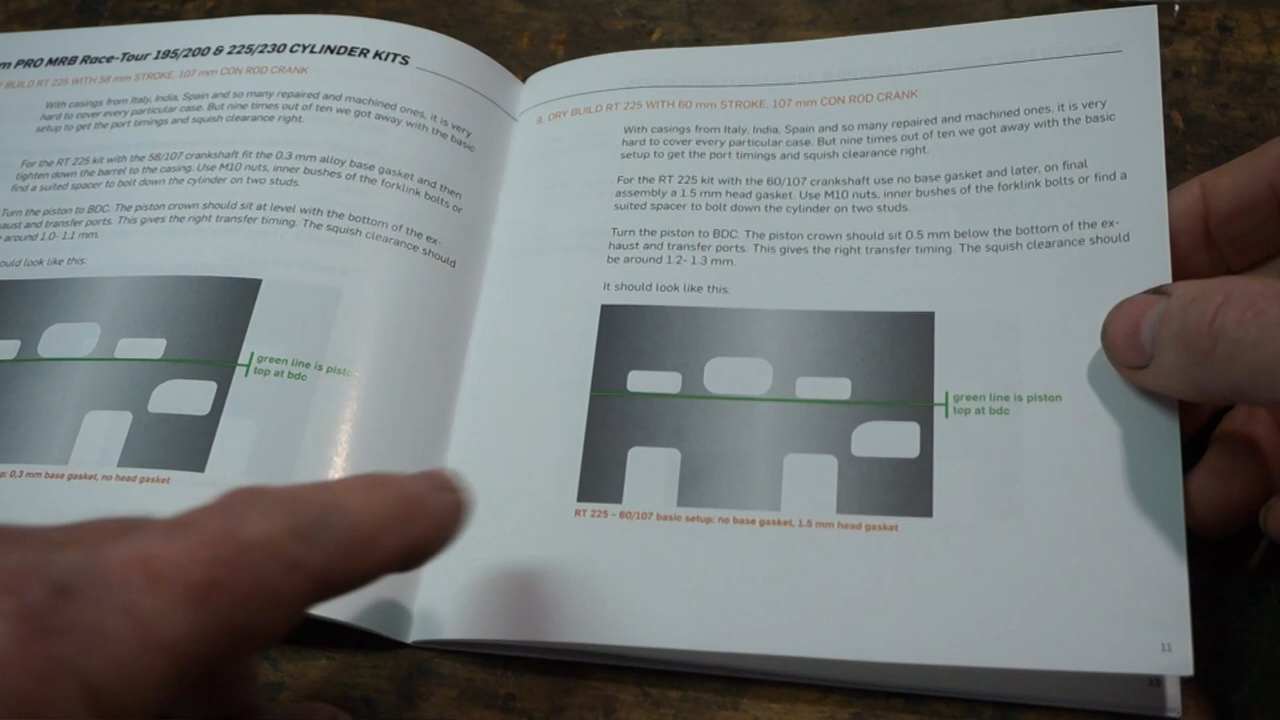 m PRO MRB Race-Tour 195/200 & 225/230 CYLINDER KITS
BUILD RT 225 WITH 58 mm STROKE, 107 mm CON ROD CRANK
With casings from Italy, India, Spain and so many repaired and machined ones, it is very
hard to cover every particular case. But nine times out of ten we got away with the basic
setup to get the port timings and squish clearance right.
For the RT 225 kit with the 58/107 crankshaft fit the 0.3 mm alloy base gasket and then
tighten down the barrel to the casing. Use M10 nuts, inner bushes of the forklink bolts or
find a suited spacer to bolt down the cylinder on two studs.
Turn the piston to BDC. The piston crown should sit at level with the bottom of the ex-
haust and transfer ports. This gives the right transfer timing. The squish clearance should
around 1.0- 1.1 mm.
ould look like this:
green line is pisto
top at bdc
p: 0,3 mm base gasket, no head gasket
9. DRY BUILD RT 225 WITH 60 mm STROKE, 107 mm CON ROD CRANK
With casings from Italy, India, Spain and so many repaired and machined ones, it is very
hard to cover every particular case. But nine times out of ten we got away with the basic
setup to get the port timings and squish clearance right.
For the RT 225 kit with the 60/107 crankshaft use no base gasket and later, on final
assembly a 1.5 mm head gasket. Use M10 nuts, inner bushes of the forklink bolts or find a
suited spacer to bolt down the cylinder on two studs.
Turn the piston to BDC. The piston crown should sit 0.5 mm below the bottom of the ex-
haust and transfer ports. This gives the right transfer timing. The squish clearance should
be around 1.2- 1.3 mm.
It should look like this:
green line is piston
top at bdc
RT 225 – 60/107 basic setup: no base gasket, 1.5 mm head gasket
11
13